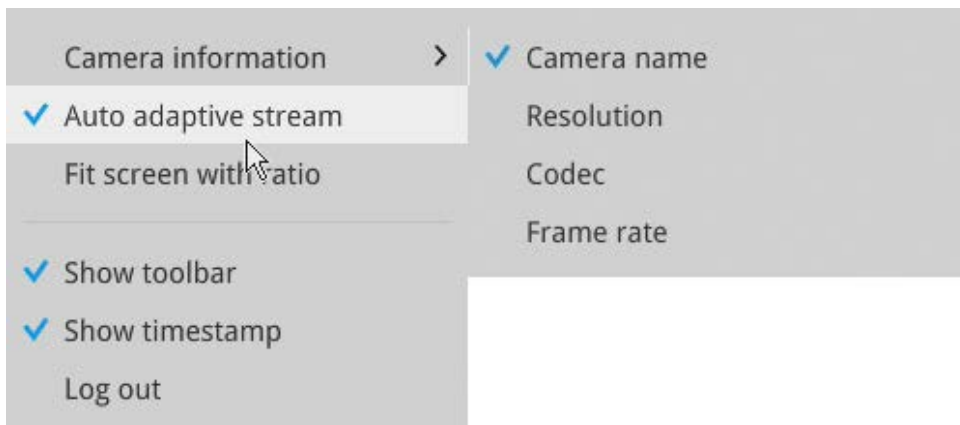 Camera information
Auto adaptive stream
Fit screen with ratio
Show toolbar
Show timestamp
Log out
Camera name
Resolution
Codec
Frame rate